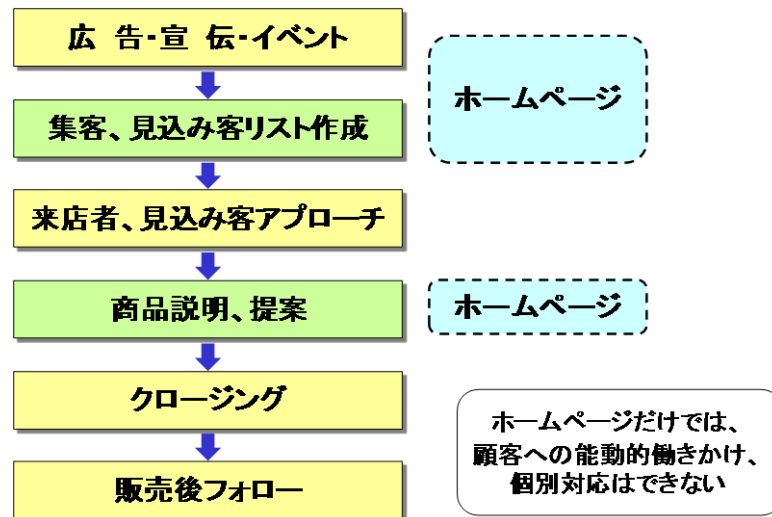 広 告・宣 伝・イベント
ホームページ
集客、見込み客リスト作成
来店者、見込み客アプローチ
商品説明、提案
ホームページ
クロージング
ホームページだけでは、
顧客への能動的働きかけ、
個別対応はできない
販売後フォロー